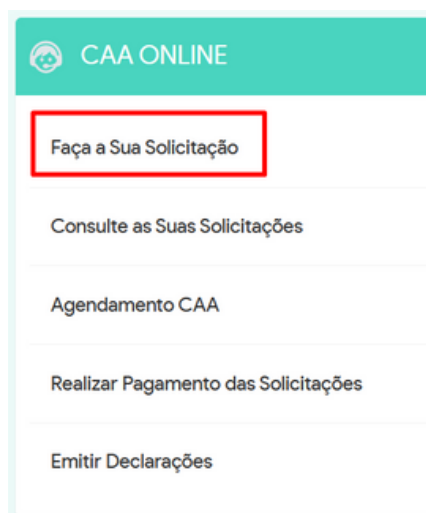 CAA ONLINE
Faça a Sua Solicitação
Consulte as Suas Solicitações
Agendamento CAA
Realizar Pagamento das Solicitações
Emitir Declarações